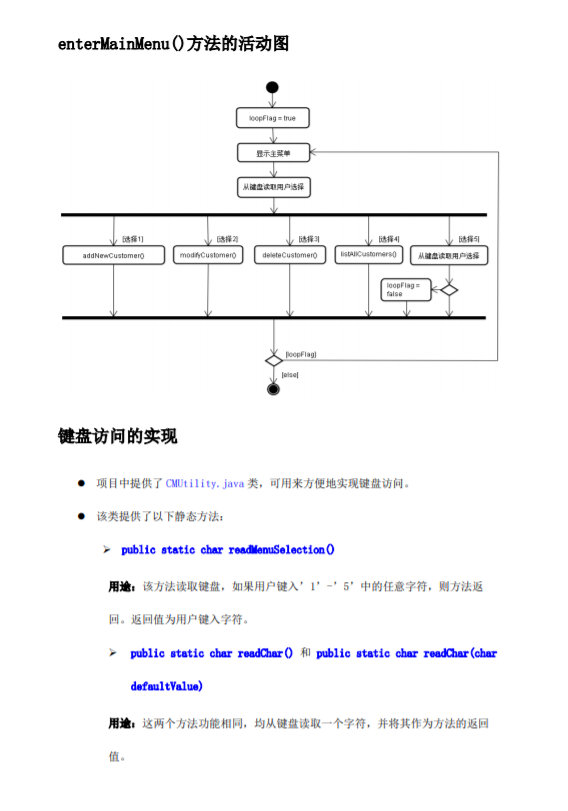 enterMainMenu()方法的活动图
loopFlag = true
显示主菜单
从键盘读取用户选择
[选择1]
[选择2]
[选择3]
[选择4]
[选择5]
addNewCustomer()
modifyCustomer()
deleteCustomer()
listAllCustomers()
从键盘读取用户选择
loopFlag =
false
[loopFlag]
[else]
键盘访问的实现
● 项目中提供了 CMUtility.java 类，可用来方便地实现键盘访问。
● 该类提供了以下静态方法：
➢ public static char readMenuSelection()
用途：该方法读取键盘，如果用户键入’1’-’5’中的任意字符，则方法返
回。返回值为用户键入字符。
➢ public static char readChar() 和 public static char readChar(char
defaultValue)
用途：这两个方法功能相同，均从键盘读取一个字符，并将其作为方法的返回
值。